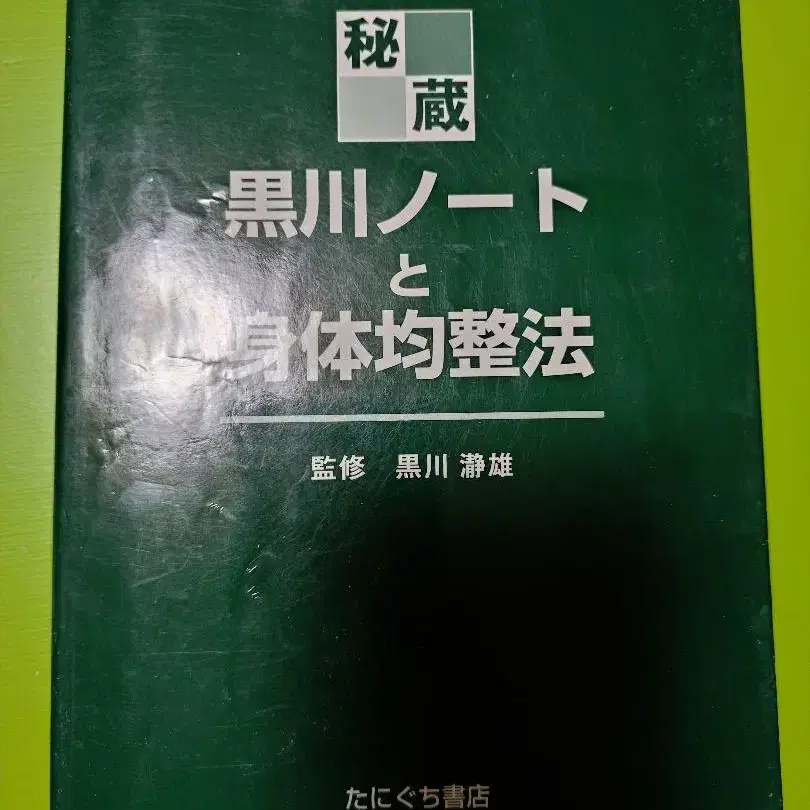 秘
蔵
黒川ノート
と
身体均整法
監修 黒川 瀞雄
たにぐち書店